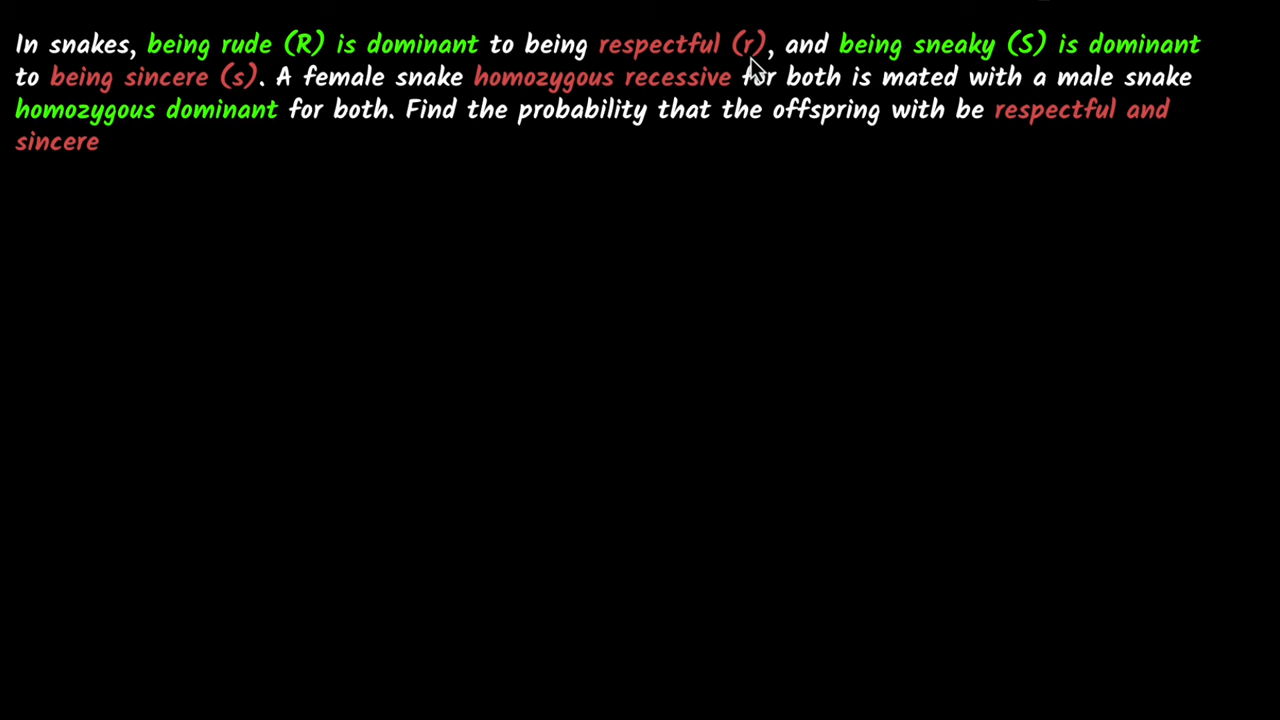 In snakes, being rude (R) is dominant to being respectful (r), and being sneaky (S) is dominant
to being sincere (s). A female snake homozygous recessive for both is mated with a male snake
homozygous dominant for both. Find the probability that the offspring with be respectful and
sincere